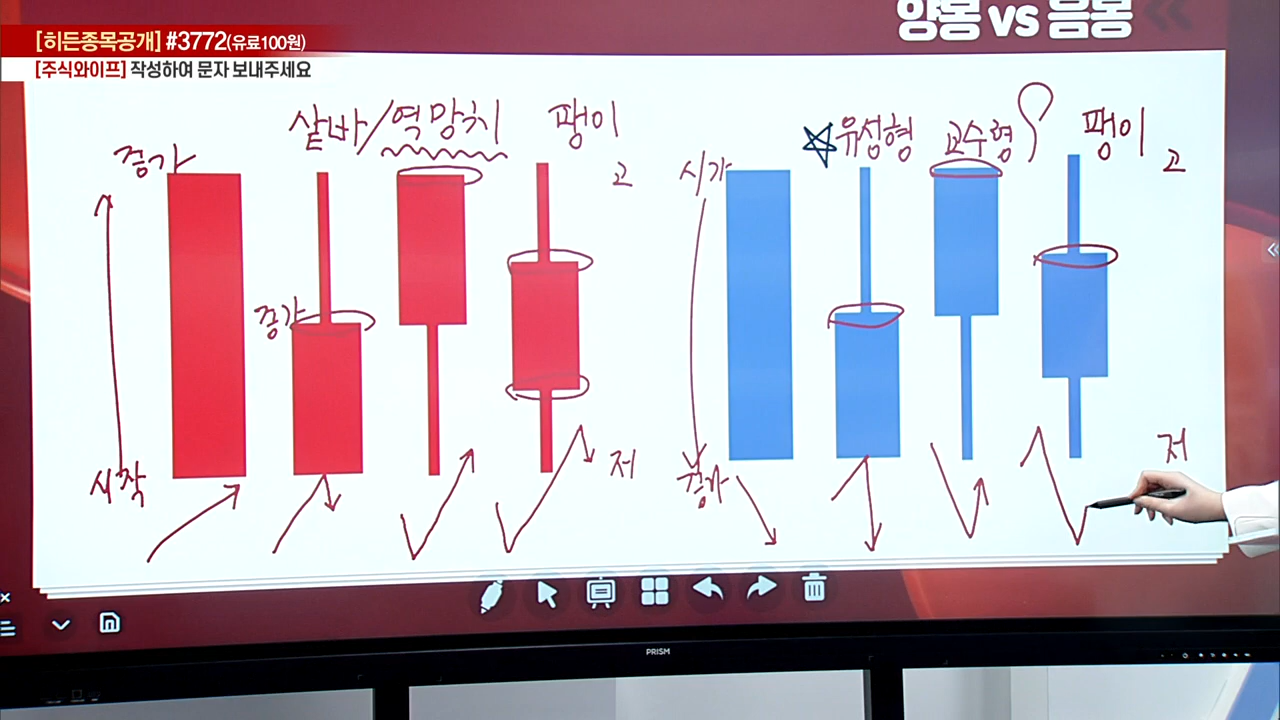 양봉 vs 음봉
[히든종목공개] #3772(유료100원)
[주식와이프] 작성하여 문자 보내주세요
샅바/역망치 팽이
종가
고
종가
시작
저
유성형 교수형 팽이
시가
고
종가
저
PRISM